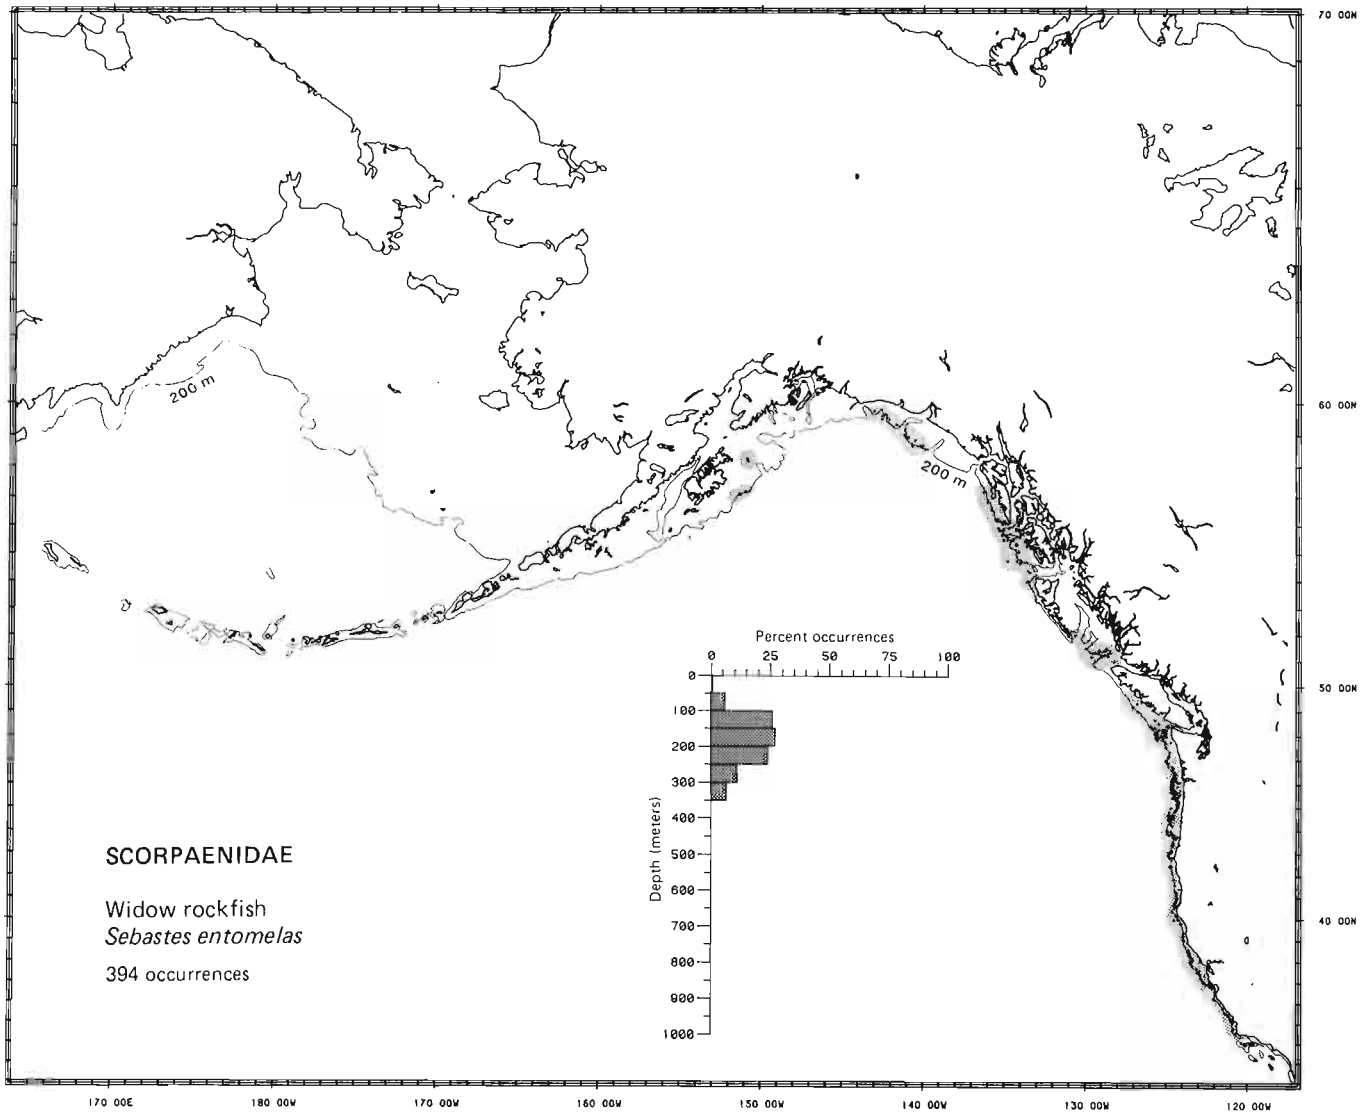 70 00N
200 m
60 00N
200 m
Percent occurrences
0 25 50 75 100
50 00N
0
100
200
300
400
500
600
700
800
900
1000
Depth (meters)
SCORPAENIDAE
Widow rockfish
Sebastes entomelas
394 occurrences
40 00N
170 00E 180 00W 170 00W 160 00W 150 00W 140 00W 130 00W 120 00W